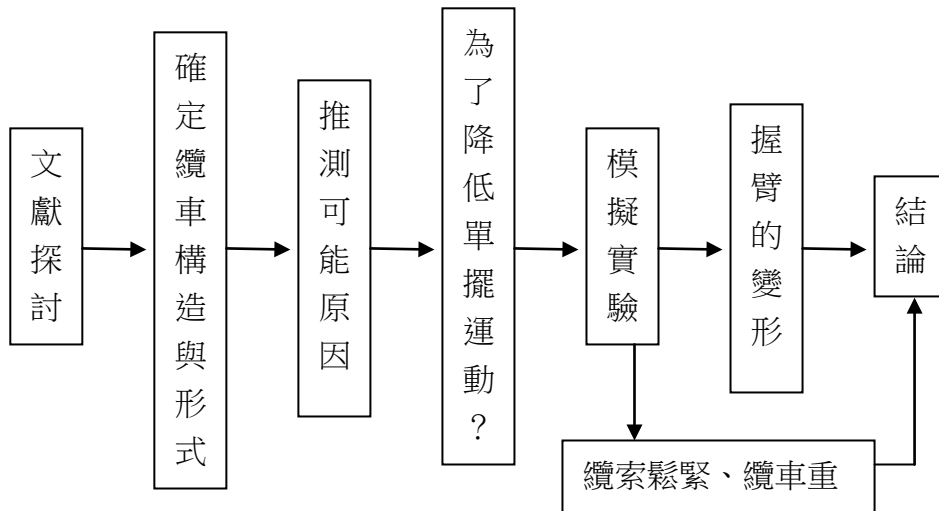 文獻探討
確定纜車構造與形式
推測可能原因
為了降低單擺運動？
模擬實驗
握臂的變形
結論
纜索鬆緊、纜車重